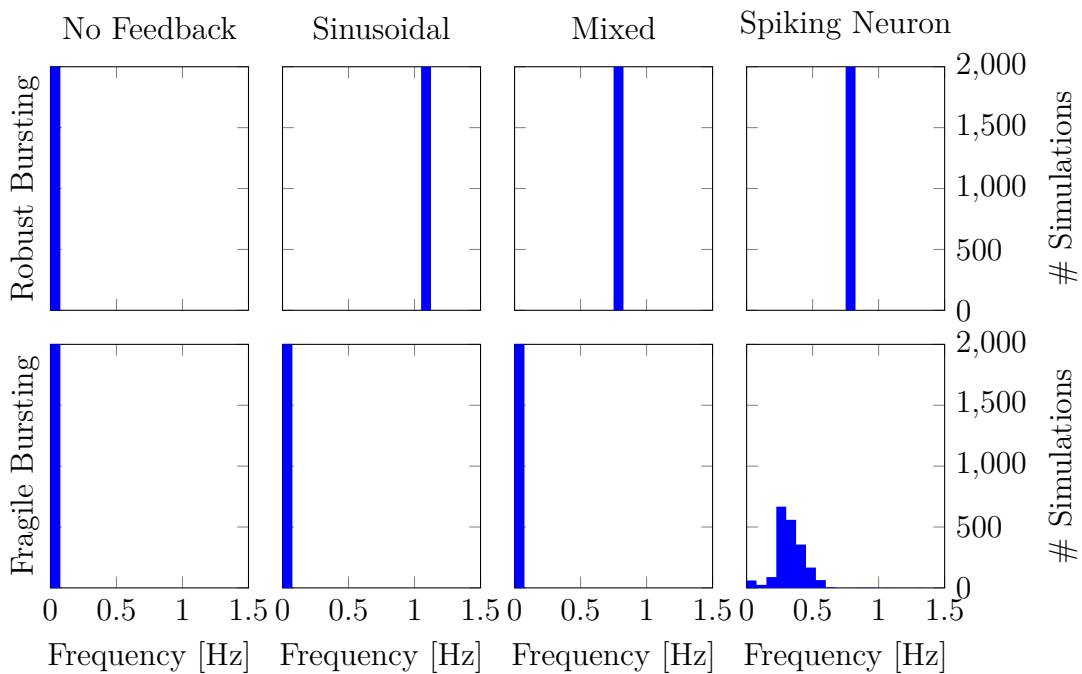 No Feedback
Sinusoidal
Mixed
Spiking Neuron
Robust Bursting
2,000
1,500
1,000
500
0
# Simulations
Fragile Bursting
2,000
1,500
1,000
500
0
# Simulations
0 0.5 1 1.5
0 0.5 1 1.5
0 0.5 1 1.5
0 0.5 1 1.5
Frequency [Hz]
Frequency [Hz]
Frequency [Hz]
Frequency [Hz]